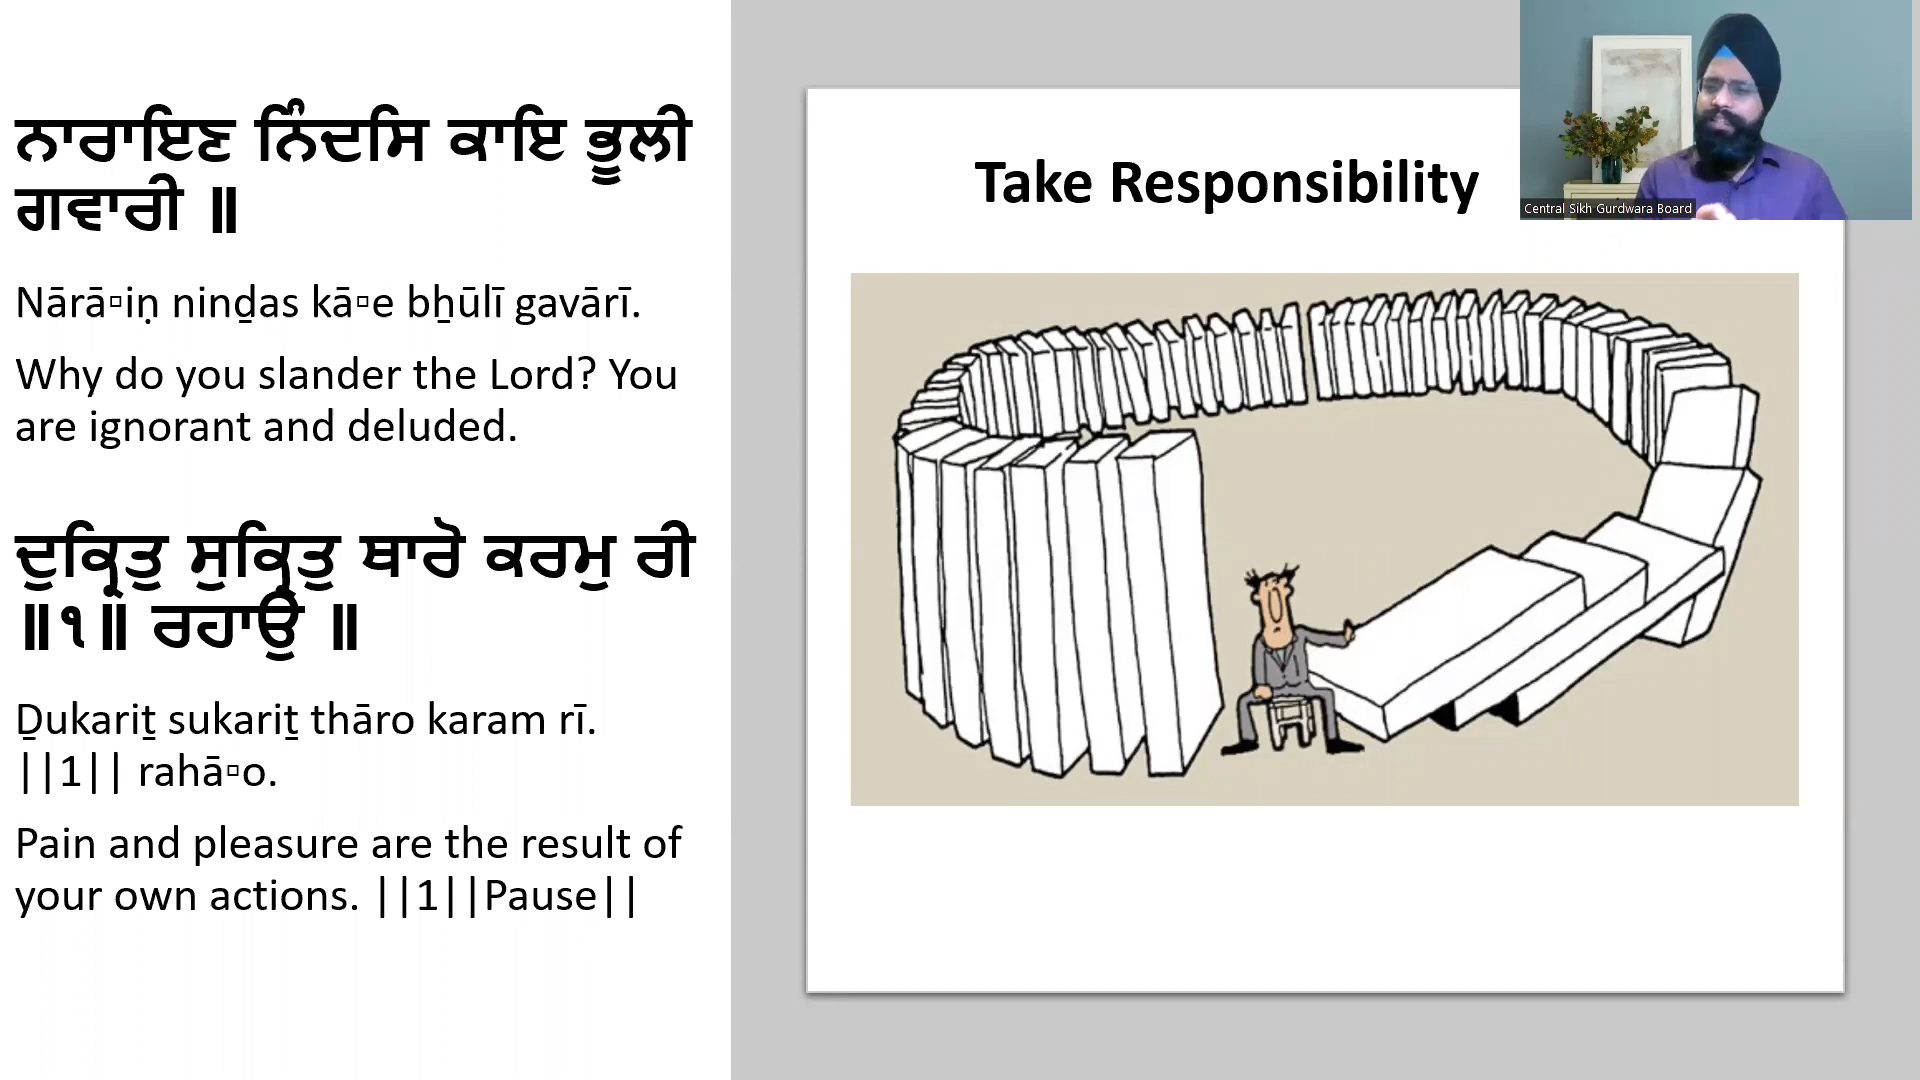 ਨਾਰਾਇਣ ਨਿੰਦਸਿ ਕਾਇ ਭੂਲੀ
ਗਵਾਰੀ ॥
Nārā▫iṇ ninḏas kā▫e bẖūlī gavārī.
Why do you slander the Lord? You
are ignorant and deluded.
ਦੁਕ੍ਰਿਤੁ ਸੁਕ੍ਰਿਤੁ ਥਾਰੋ ਕਰਮੁ ਰੀ
॥੧॥ ਰਹਾਉ ॥
Ḏukariṯ sukariṯ thāro karam rī.
||1|| rahā▫o.
Pain and pleasure are the result of
your own actions. ||1||Pause||
Take Responsibility
Central Sikh Gurdwara Board